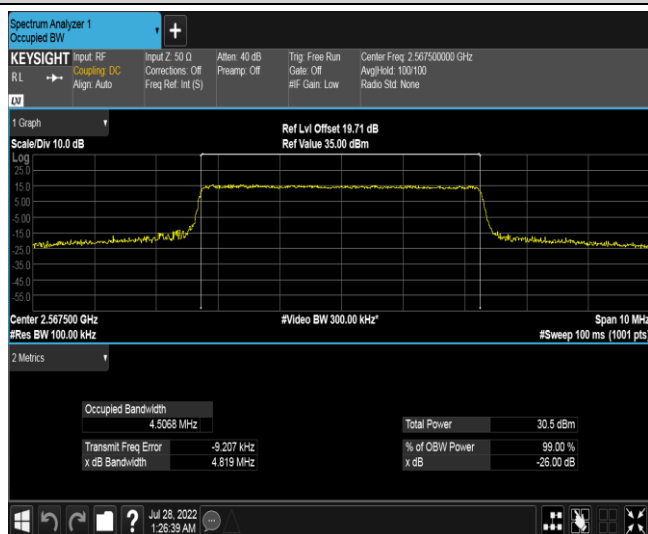 Spectrum Analyzer 1
Occupied BW
KEYSIGHT
R L
LXI
Input: RF
Coupling: DC
Align: Auto
Input Z: 50 Ω
Corrections: Off
Freq Ref: Int (S)
Atten: 40 dB
Preamp: Off
Trig: Free Run
Gate: Off
#IF Gain: Low
Center Freq: 2.567500000 GHz
Avg|Hold: 100/100
Radio Std: None
1 Graph
Scale/Div 10.0 dB
Ref Lvl Offset 19.71 dB
Ref Value 35.00 dBm
Log
25.0
15.0
5.00
-5.00
-15.0
-25.0
-35.0
-45.0
-55.0
Center 2.567500 GHz
#Res BW 100.00 kHz
#Video BW 300.00 kHz*
Span 10 MHz
#Sweep 100 ms (1001 pts)
2 Metrics
Occupied Bandwidth
4.5068 MHz
Transmit Freq Error -9.207 kHz
x dB Bandwidth 4.819 MHz
Total Power 30.5 dBm
% of OBW Power 99.00 %
x dB -26.00 dB
?
Jul 28, 2022
1:26:39 AM